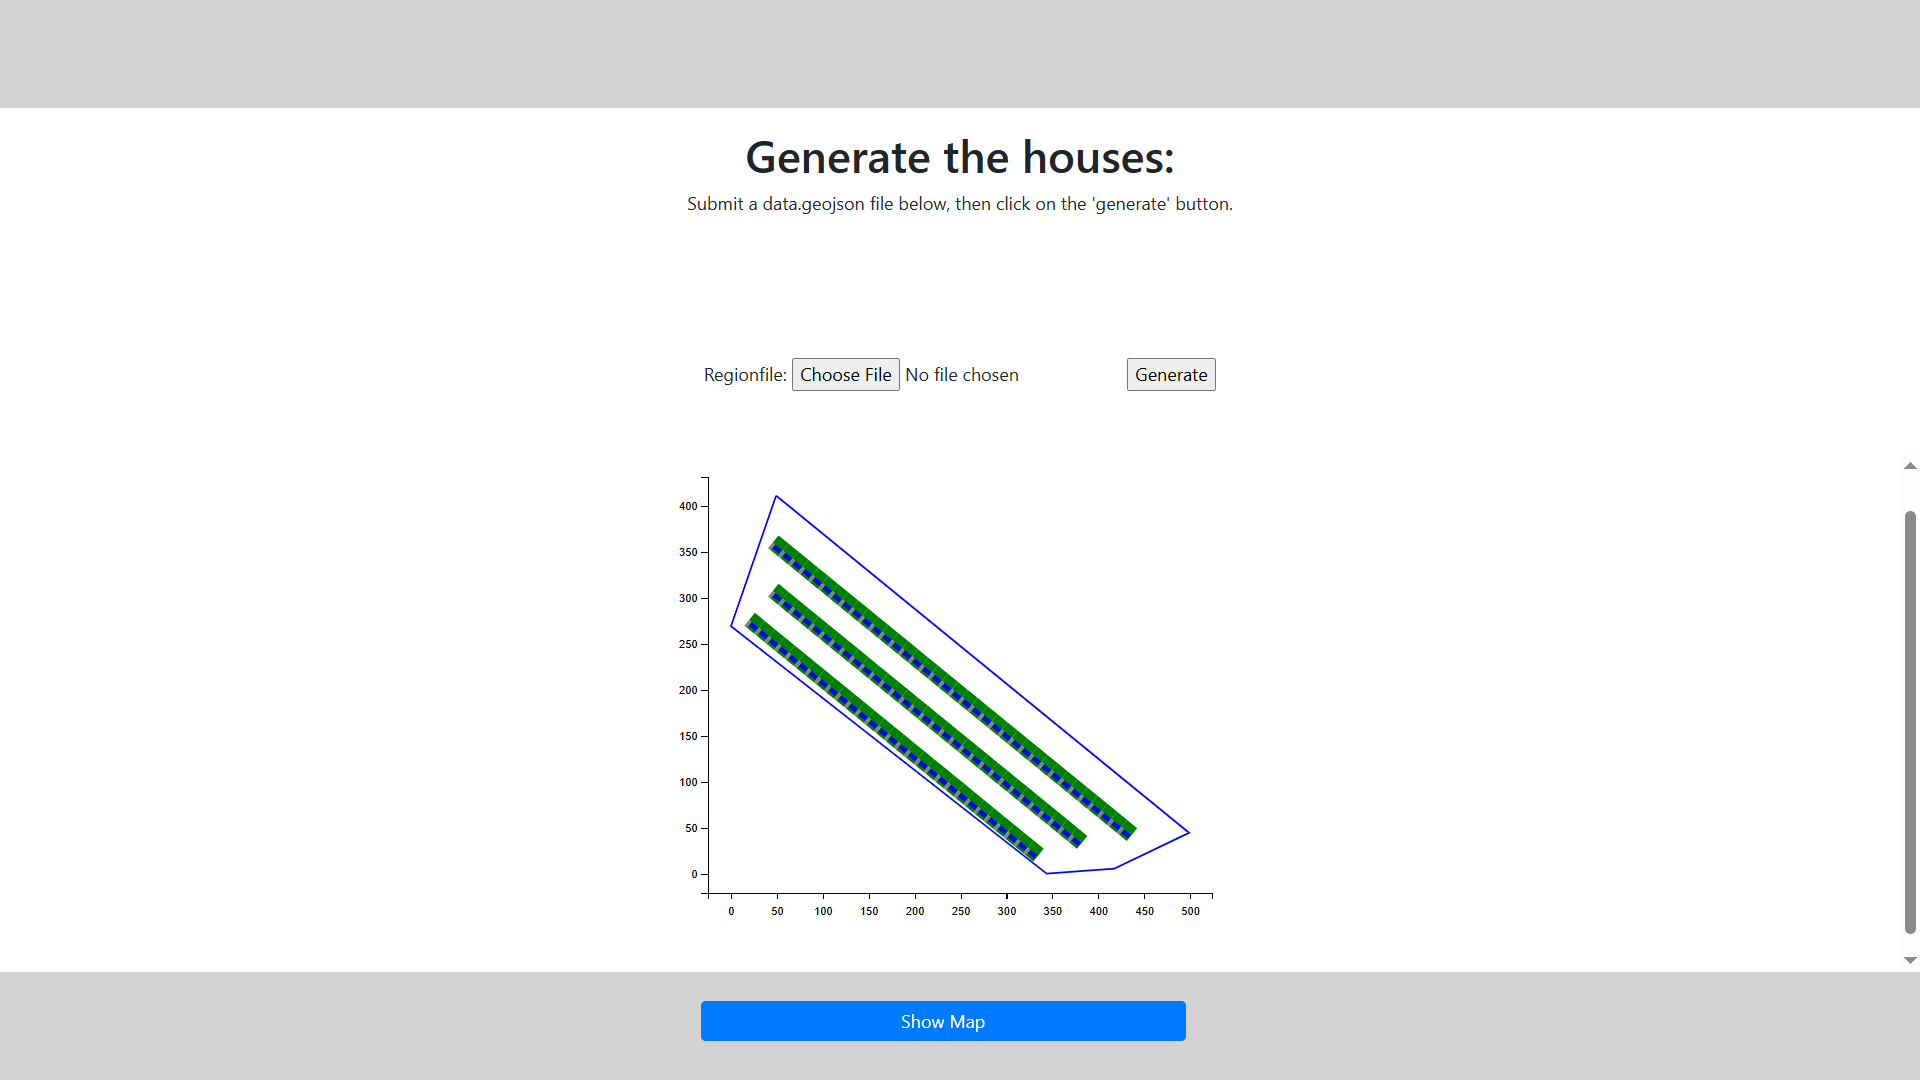 Generate the houses:
Submit a data.geojson file below, then click on the 'generate' button.
Regionfile: Choose File No file chosen Generate
400
350
300
250
200
150
100
50
0
0 50 100 150 200 250 300 350 400 450 500
Show Map